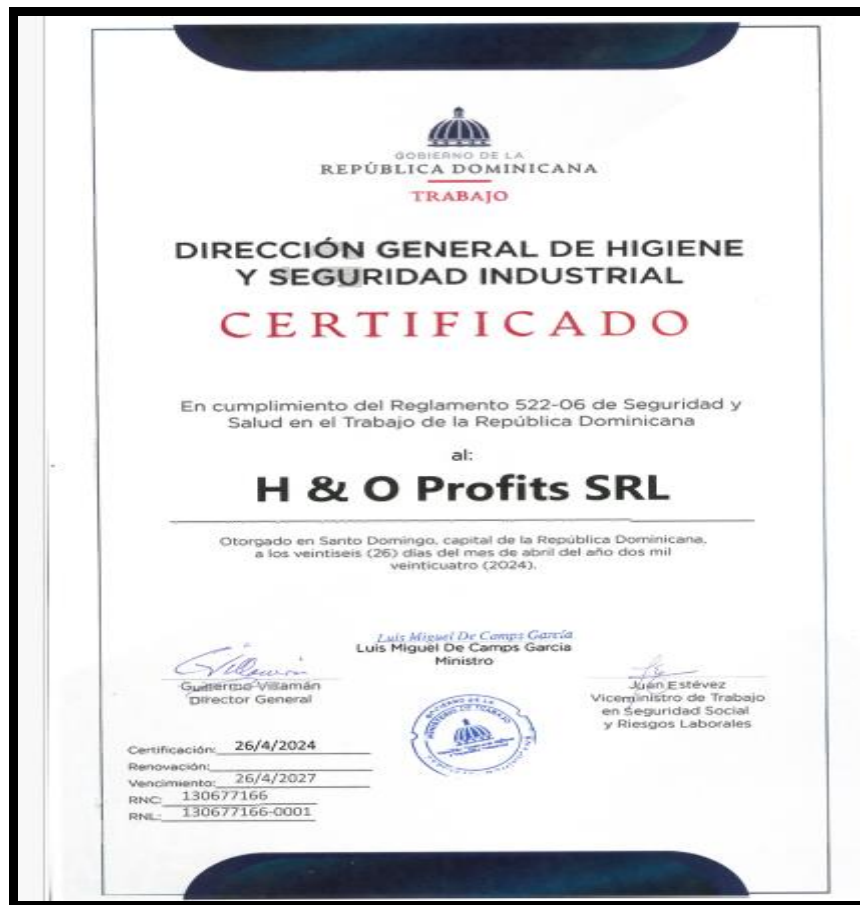 GOBIERNO DE LA
REPÚBLICA DOMINICANA
TRABAJO
DIRECCIÓN GENERAL DE HIGIENE
Y SEGURIDAD INDUSTRIAL
CERTIFICADO
En cumplimiento del Reglamento 522-06 de Seguridad y
Salud en el Trabajo de la República Dominicana
al:
H & O Profits SRL
Otorgado en Santo Domingo, capital de la República Dominicana,
a los veintiseis (26) días del mes de abril del año dos mil
veinticuatro (2024).
Luis Miguel De Camps García
Luis Miguel De Camps Garcia
Ministro
Guillermo Villamán
Director General
Juan Estévez
Viceministro de Trabajo
en Seguridad Social
y Riesgos Laborales
MINISTERIO DE TRABAJO
Certificación: 26/4/2024
Renovación:
Vencimiento: 26/4/2027
RNC: 130677166
RNL: 130677166-0001